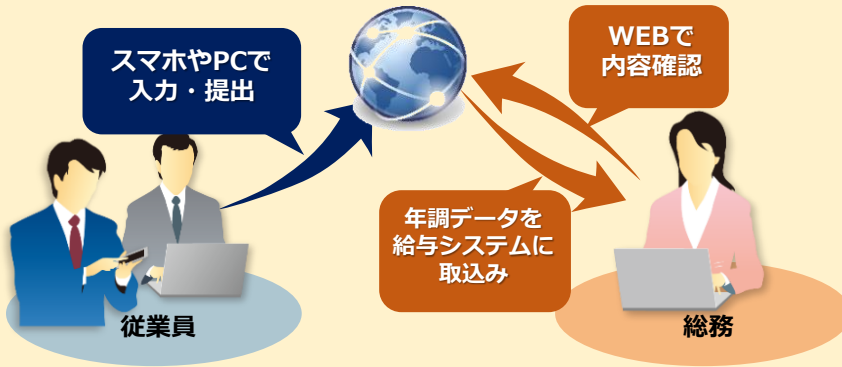 スマホやPCで
入力・提出
WEBで
内容確認
年調データを
給与システムに
取込み
従業員
総務